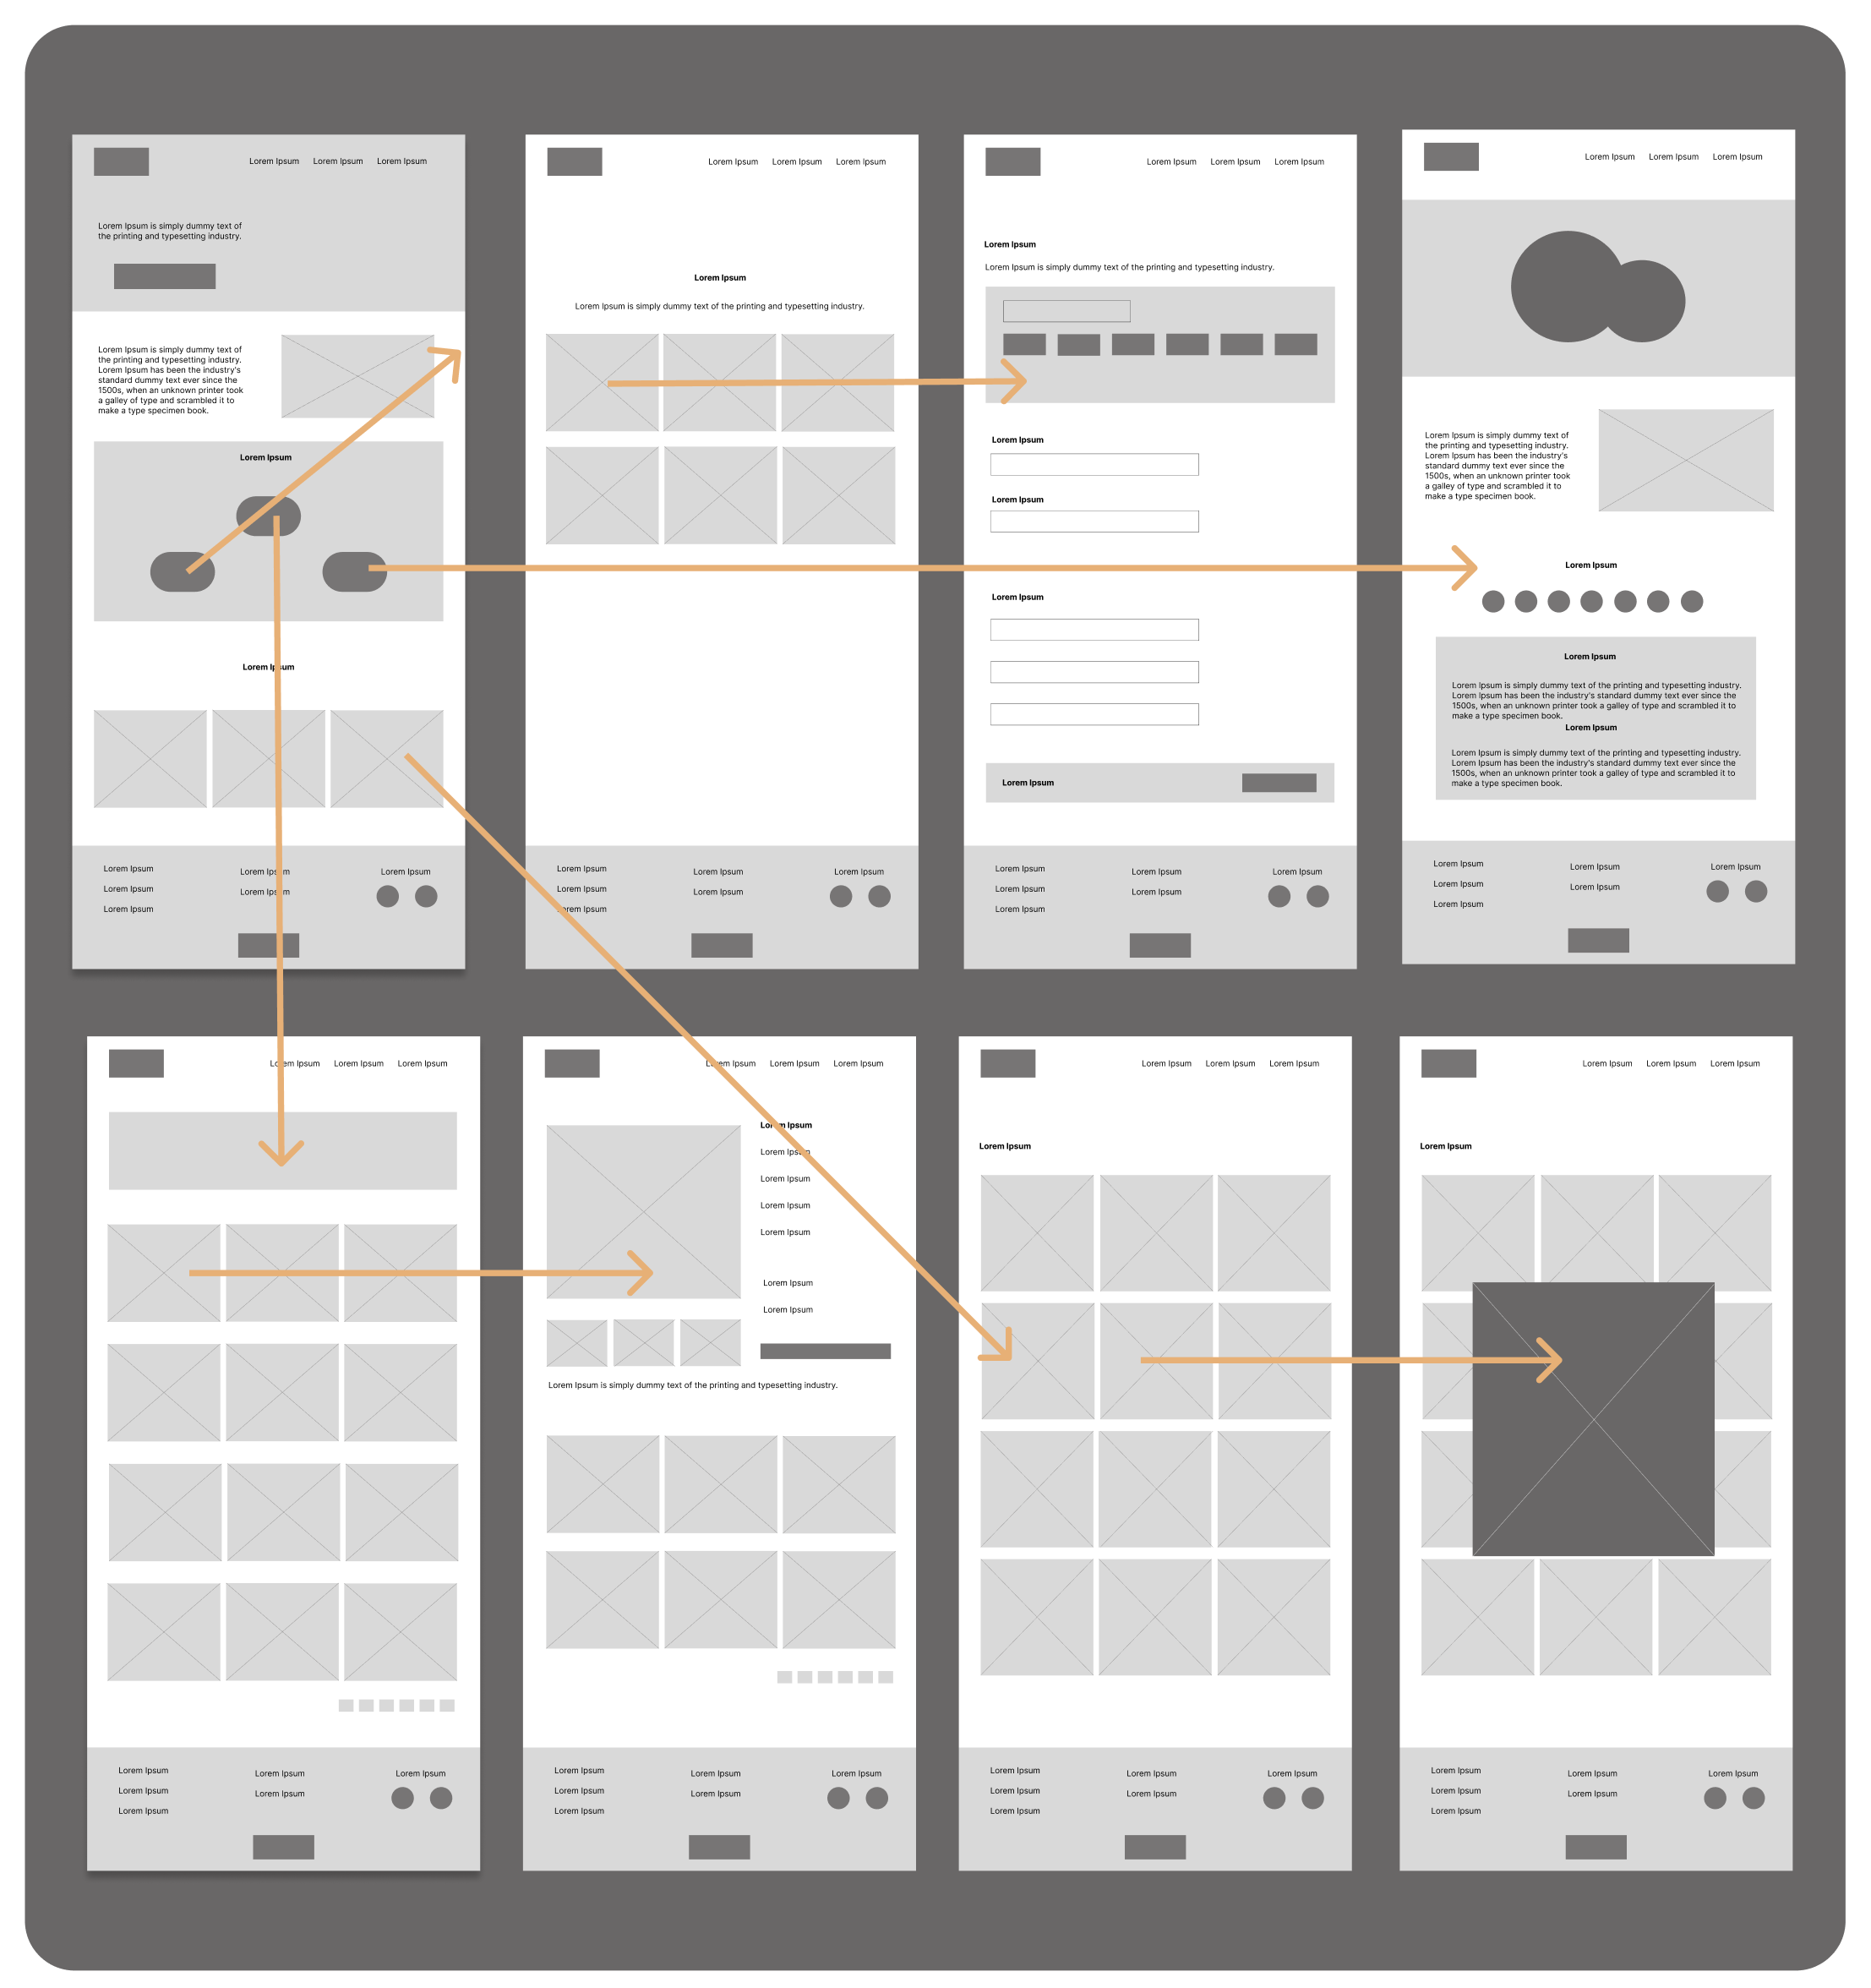 Lorem Ipsum Lorem Ipsum Lorem Ipsum
Lorem Ipsum is simply dummy text of
the printing and typesetting industry.
Lorem Ipsum is simply dummy text of
the printing and typesetting industry.
Lorem Ipsum has been the industry's
standard dummy text ever since the
1500s, when an unknown printer took
a galley of type and scrambled it to
make a type specimen book.
Lorem Ipsum
Lorem Ipsum
Lorem Ipsum
Lorem Ipsum
Lorem Ipsum
Lorem Ipsum
Lorem Ipsum
Lorem Ipsum
Lorem Ipsum Lorem Ipsum Lorem Ipsum
Lorem Ipsum
Lorem Ipsum is simply dummy text of the printing and typesetting industry.
Lorem Ipsum
Lorem Ipsum
Lorem Ipsum
Lorem Ipsum
Lorem Ipsum
Lorem Ipsum
Lorem Ipsum Lorem Ipsum Lorem Ipsum
Lorem Ipsum
Lorem Ipsum is simply dummy text of the printing and typesetting industry.
Lorem Ipsum
Lorem Ipsum
Lorem Ipsum
Lorem Ipsum
Lorem Ipsum
Lorem Ipsum
Lorem Ipsum
Lorem Ipsum
Lorem Ipsum
Lorem Ipsum
Lorem Ipsum Lorem Ipsum Lorem Ipsum
Lorem Ipsum is simply dummy text of
the printing and typesetting industry.
Lorem Ipsum has been the industry's
standard dummy text ever since the
1500s, when an unknown printer took
a galley of type and scrambled it to
make a type specimen book.
Lorem Ipsum
Lorem Ipsum
Lorem Ipsum is simply dummy text of the printing and typesetting industry.
Lorem Ipsum has been the industry's standard dummy text ever since the
1500s, when an unknown printer took a galley of type and scrambled it to
make a type specimen book.
Lorem Ipsum
Lorem Ipsum is simply dummy text of the printing and typesetting industry.
Lorem Ipsum has been the industry's standard dummy text ever since the
1500s, when an unknown printer took a galley of type and scrambled it to
make a type specimen book.
Lorem Ipsum
Lorem Ipsum
Lorem Ipsum
Lorem Ipsum
Lorem Ipsum
Lorem Ipsum
Lorem Ipsum Lorem Ipsum Lorem Ipsum
Lorem Ipsum
Lorem Ipsum
Lorem Ipsum
Lorem Ipsum
Lorem Ipsum
Lorem Ipsum
Lorem Ipsum Lorem Ipsum Lorem Ipsum
Lorem Ipsum
Lorem Ipsum
Lorem Ipsum
Lorem Ipsum
Lorem Ipsum
Lorem Ipsum
Lorem Ipsum
Lorem Ipsum is simply dummy text of the printing and typesetting industry.
Lorem Ipsum
Lorem Ipsum
Lorem Ipsum
Lorem Ipsum
Lorem Ipsum
Lorem Ipsum
Lorem Ipsum Lorem Ipsum Lorem Ipsum
Lorem Ipsum
Lorem Ipsum
Lorem Ipsum
Lorem Ipsum
Lorem Ipsum
Lorem Ipsum
Lorem Ipsum
Lorem Ipsum Lorem Ipsum Lorem Ipsum
Lorem Ipsum
Lorem Ipsum
Lorem Ipsum
Lorem Ipsum
Lorem Ipsum
Lorem Ipsum
Lorem Ipsum